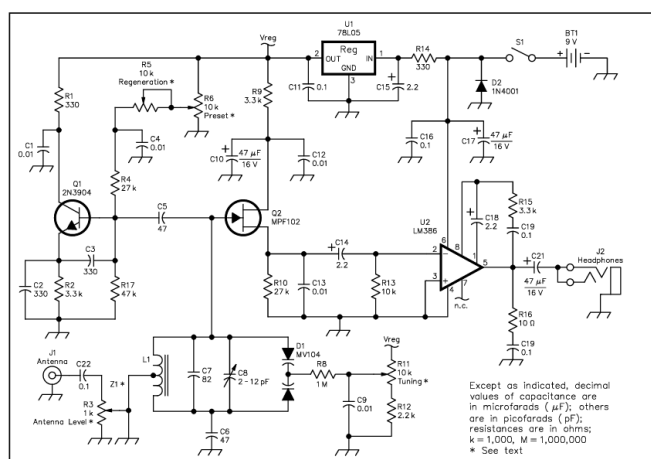 U1
78L05
Vreg
2
OUT
Reg
IN
1
GND
3
R14
330
S1
BT1
9 V
+
−
D2
1N4001
R5
10 k
Regeneration *
R6
10 k
Preset *
R9
3.3 k
C11
0.1
C15
2.2
+
R1
330
C1
0.01
C4
0.01
R4
27 k
C10
+
47 µF
16 V
C12
0.01
C16
0.1
C17
+
47 µF
16 V
Q1
2N3904
C5
47
Q2
MPF102
U2
LM386
C18
2.2
+
R15
3.3 k
C19
0.1
C14
+
2.2
6
8
1
2
−
3
+
5
4
7
n.c.
C21
+
47 µF
16 V
J2
Headphones
C3
330
C2
330
R2
3.3 k
R17
47 k
R10
27 k
C13
0.01
R13
10 k
R16
10 Ω
C19
0.1
J1
Antenna
C22
0.1
Z1 *
L1
C7
82
C8
2 - 12 pF
D1
MV104
R8
1 M
Vreg
R11
10 k
Tuning *
R3
1 k
Antenna Level *
C6
47
C9
0.01
R12
2.2 k
Except as indicated, decimal
values of capacitance are
in microfarads ( µF); others
are in picofarads ( pF);
resistances are in ohms;
k = 1,000, M = 1,000,000
* See text